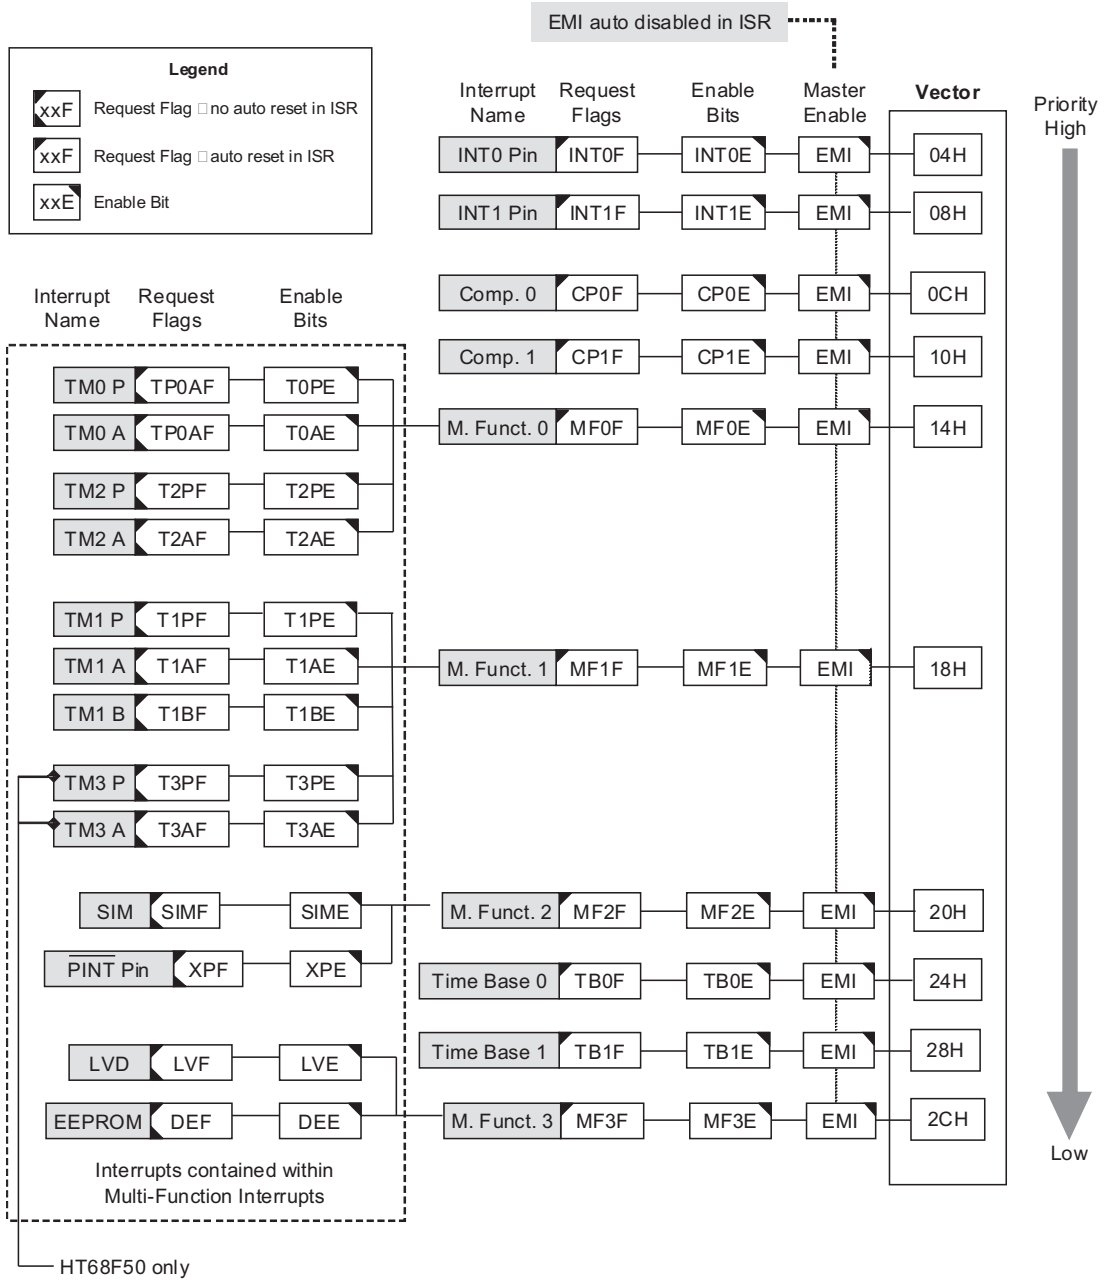 EMI auto disabled in ISR
Legend
xxF Request Flag □ no auto reset in ISR
xxF Request Flag □ auto reset in ISR
xxE Enable Bit
Interrupt Name Request Flags Enable Bits Master Enable Vector
Priority High
INT0 Pin INT0F INT0E EMI 04H
INT1 Pin INT1F INT1E EMI 08H
Comp. 0 CP0F CP0E EMI 0CH
Comp. 1 CP1F CP1E EMI 10H
M. Funct. 0 MF0F MF0E EMI 14H
M. Funct. 1 MF1F MF1E EMI 18H
M. Funct. 2 MF2F MF2E EMI 20H
Time Base 0 TB0F TB0E EMI 24H
Time Base 1 TB1F TB1E EMI 28H
M. Funct. 3 MF3F MF3E EMI 2CH
Low
Interrupt Name Request Flags Enable Bits
TM0 P TP0AF T0PE
TM0 A TP0AF T0AE
TM2 P T2PF T2PE
TM2 A T2AF T2AE
TM1 P T1PF T1PE
TM1 A T1AF T1AE
TM1 B T1BF T1BE
TM3 P T3PF T3PE
TM3 A T3AF T3AE
SIM SIMF SIME
PINT Pin XPF XPE
LVD LVF LVE
EEPROM DEF DEE
Interrupts contained within
Multi-Function Interrupts
HT68F50 only